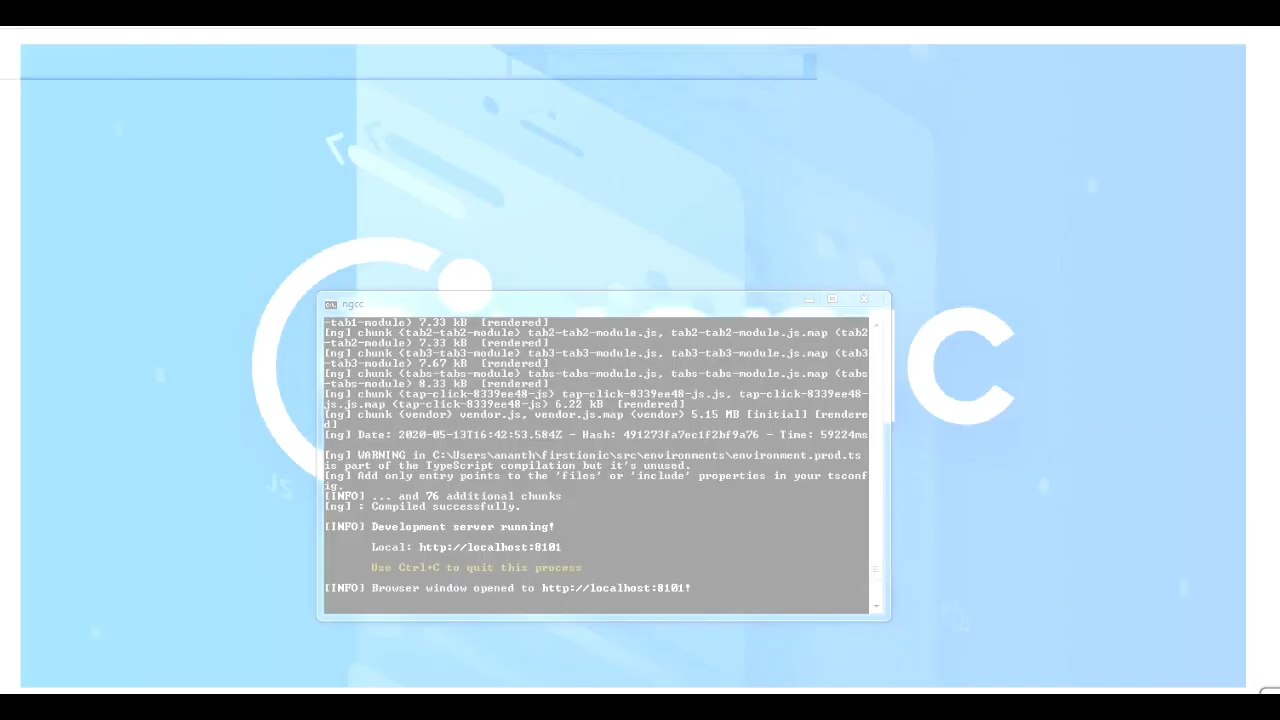 ngcc
-tab1-module) 7.33 kB [rendered]
[ng] chunk {tab2-tab2-module} tab2-tab2-module.js, tab2-tab2-module.js.map (tab2
-tab2-module) 7.33 kB [rendered]
[ng] chunk {tab3-tab3-module} tab3-tab3-module.js, tab3-tab3-module.js.map (tab3
-tab3-module) 7.67 kB [rendered]
[ng] chunk {tabs-tabs-module} tabs-tabs-module.js, tabs-tabs-module.js.map (tabs
-tabs-module) 8.33 kB [rendered]
[ng] chunk {tap-click-8339ee48-js} tap-click-8339ee48-js.js, tap-click-8339ee48-
js.js.map (tap-click-8339ee48-js) 6.22 kB [rendered]
[ng] chunk {vendor} vendor.js, vendor.js.map (vendor) 5.15 MB [initial] [rendere
d]
[ng] Date: 2020-05-13T16:42:53.584Z - Hash: 491273fa7ec1f2bf9a76 - Time: 59224ms
[ng] WARNING in C:\Users\ananth\firstionic\src\environments\environment.prod.ts
is part of the TypeScript compilation but it's unused.
[ng] Add only entry points to the 'files' or 'include' properties in your tsconf
ig.
[INFO] ... and 76 additional chunks
[ng] : Compiled successfully.
[INFO] Development server running!
Local: http://localhost:8101
Use Ctrl+C to quit this process
[INFO] Browser window opened to http://localhost:8101!
JS